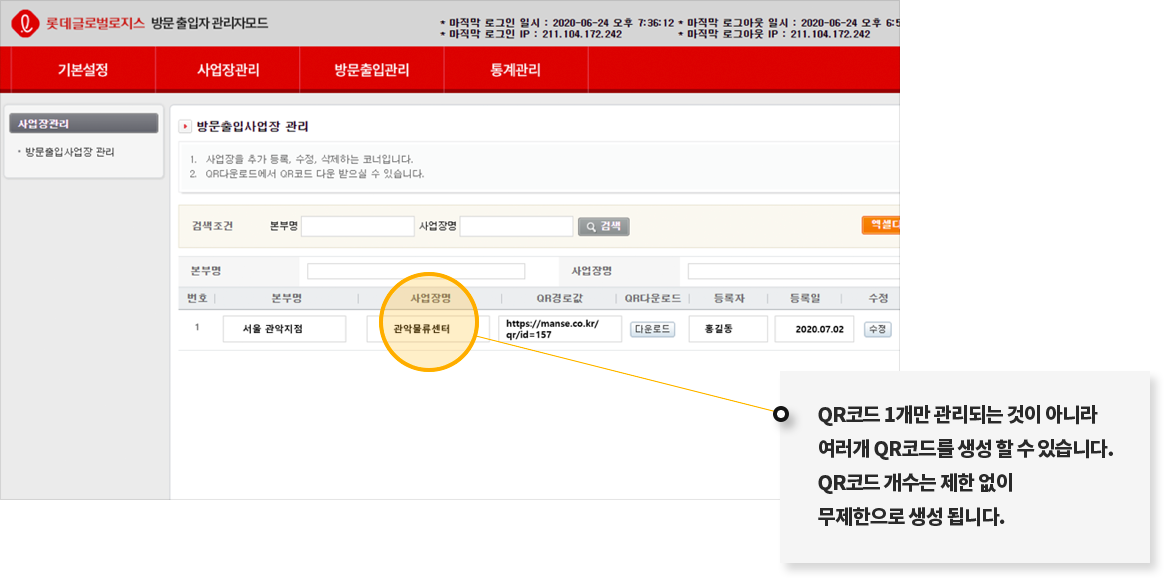 롯데글로벌로지스 방문 출입자 관리자모드
* 마직막 로그인 일시 : 2020-06-24 오후 7:36:12 * 마직막 로그아웃 일시 : 2020-06-24 오후 6:5
* 마직막 로그인 IP : 211.104.172.242 * 마직막 로그아웃 IP : 211.104.172.242
기본설정 사업장관리 방문출입관리 통계관리
사업장관리
· 방문출입사업장 관리
방문출입사업장 관리
1. 사업장을 추가 등록, 수정, 삭제하는 코너입니다.
2. QR다운로드에서 QR코드 다운 받으실 수 있습니다.
검색조건 본부명 사업장명 검색 엑셀다
본부명 사업장명
번호 본부명 사업장명 QR경로값 QR다운로드 등록자 등록일 수정
1 서울 관악지점 관악물류센터 https://manse.co.kr/ 다운로드 홍길동 2020.07.02 수정
qr/id=157
QR코드 1개만 관리되는 것이 아니라
여러개 QR코드를 생성 할 수 있습니다.
QR코드 개수는 제한 없이
무제한으로 생성 됩니다.